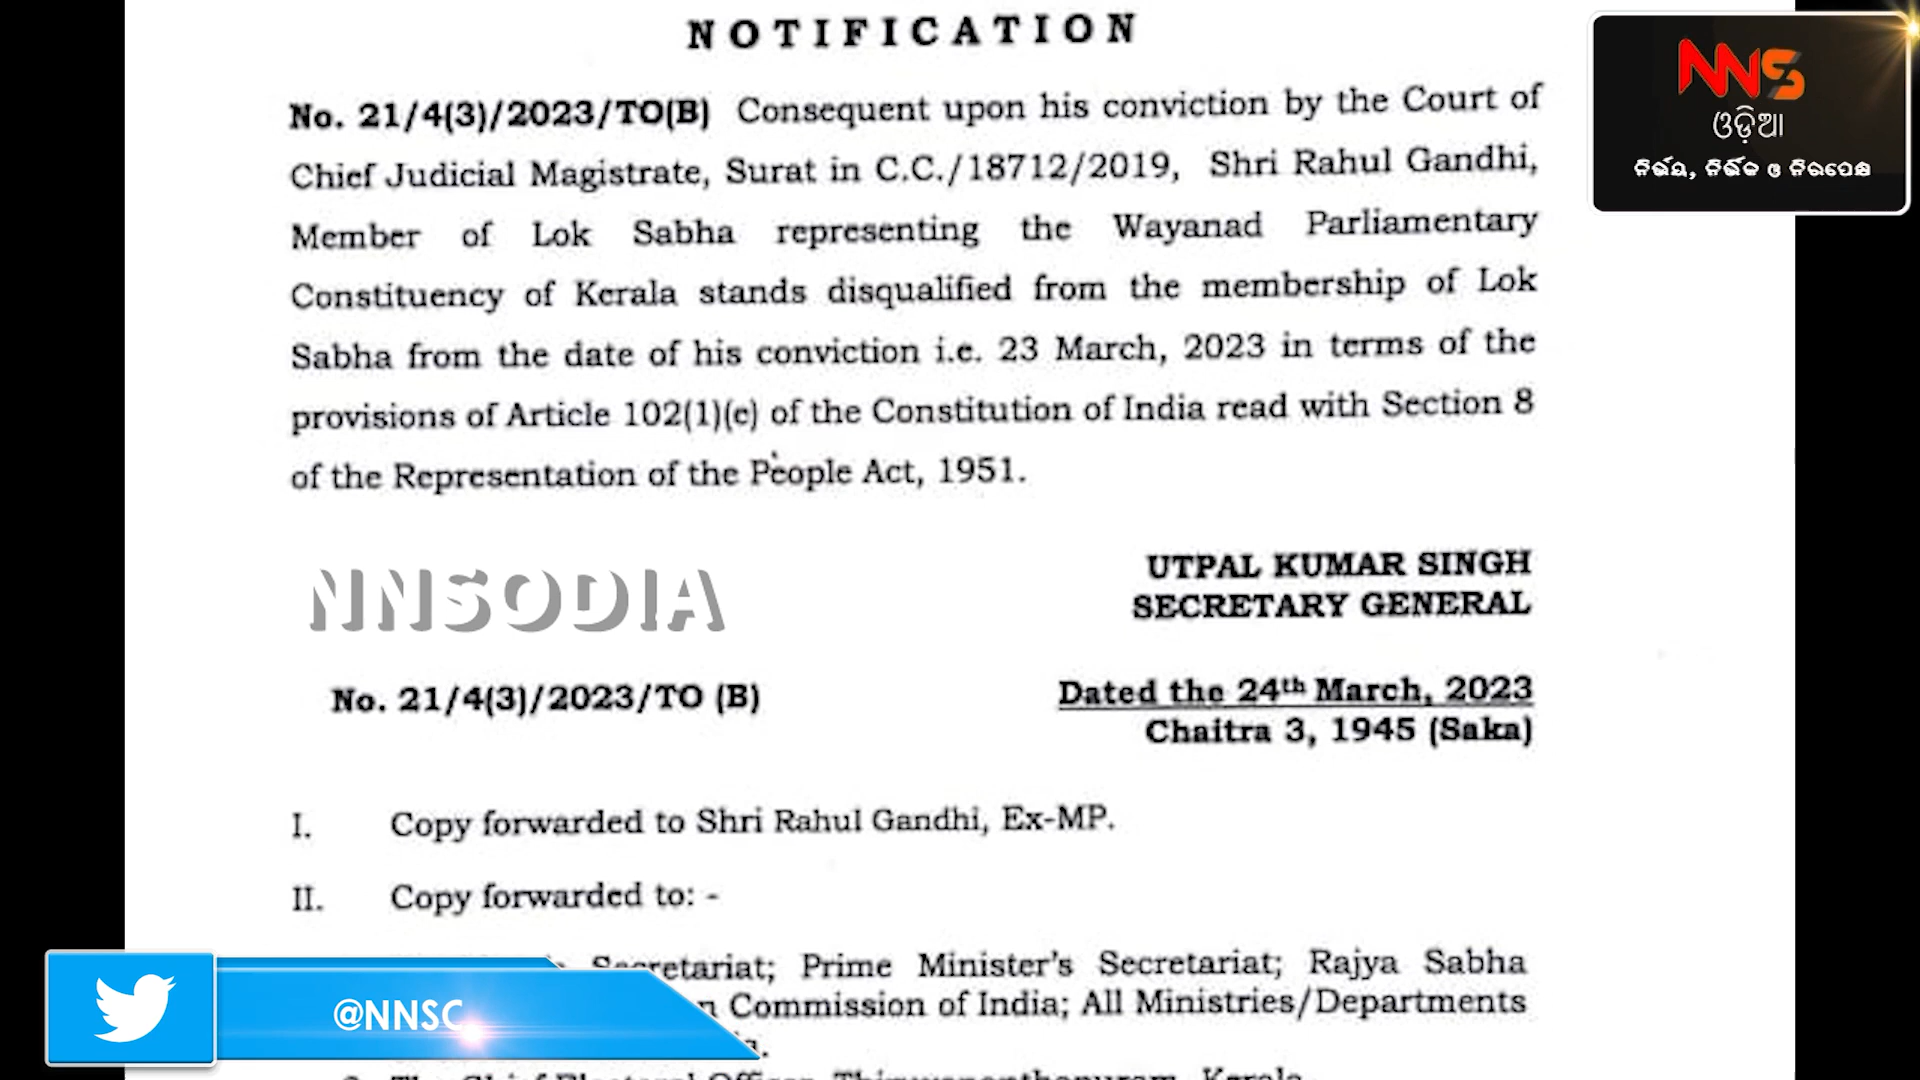 NOTIFICATION
No. 21/4(3)/2023/TO(B) Consequent upon his conviction by the Court of
Chief Judicial Magistrate, Surat in C.C./18712/2019, Shri Rahul Gandhi,
Member of Lok Sabha representing the Wayanad Parliamentary
Constituency of Kerala stands disqualified from the membership of Lok
Sabha from the date of his conviction i.e. 23 March, 2023 in terms of the
provisions of Article 102(1)(e) of the Constitution of India read with Section 8
of the Representation of the People Act, 1951.
NNS
ଓଡ଼ିଆ
ନିର୍ଭୟ, ନିର୍ଭିକ ଓ ନିରପେକ୍ଷ
NNSODIA
UTPAL KUMAR SINGH
SECRETARY GENERAL
No. 21/4(3)/2023/TO (B)
Dated the 24th March, 2023
Chaitra 3, 1945 (Saka)
I. Copy forwarded to Shri Rahul Gandhi, Ex-MP.
II. Copy forwarded to: -
Secretariat; Prime Minister's Secretariat; Rajya Sabha
Commission of India; All Ministries/Departments
@NNSC
Kerala